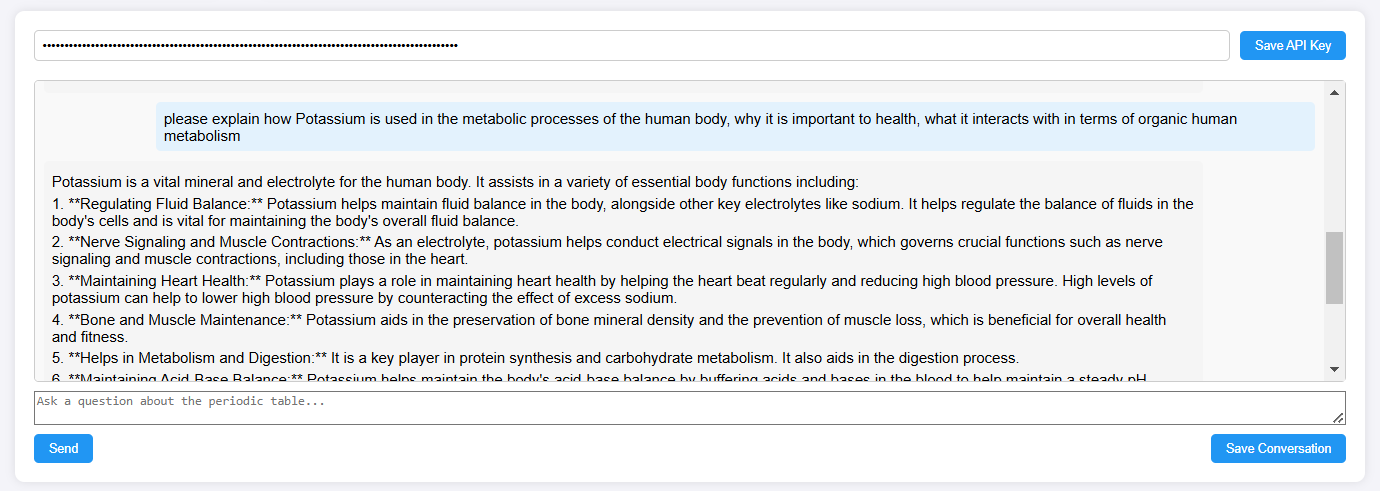 Save API Key
please explain how Potassium is used in the metabolic processes of the human body, why it is important to health, what it interacts with in terms of organic human
metabolism
Potassium is a vital mineral and electrolyte for the human body. It assists in a variety of essential body functions including:
1. **Regulating Fluid Balance:** Potassium helps maintain fluid balance in the body, alongside other key electrolytes like sodium. It helps regulate the balance of fluids in the
body's cells and is vital for maintaining the body's overall fluid balance.
2. **Nerve Signaling and Muscle Contractions:** As an electrolyte, potassium helps conduct electrical signals in the body, which governs crucial functions such as nerve
signaling and muscle contractions, including those in the heart.
3. **Maintaining Heart Health:** Potassium plays a role in maintaining heart health by helping the heart beat regularly and reducing high blood pressure. High levels of
potassium can help to lower high blood pressure by counteracting the effect of excess sodium.
4. **Bone and Muscle Maintenance:** Potassium aids in the preservation of bone mineral density and the prevention of muscle loss, which is beneficial for overall health
and fitness.
5. **Helps in Metabolism and Digestion:** It is a key player in protein synthesis and carbohydrate metabolism. It also aids in the digestion process.
6. **Maintaining Acid-Base Balance:** Potassium helps maintain the body's acid-base balance by buffering acids and bases in the blood to help maintain a steady pH
Ask a question about the periodic table...
Send
Save Conversation